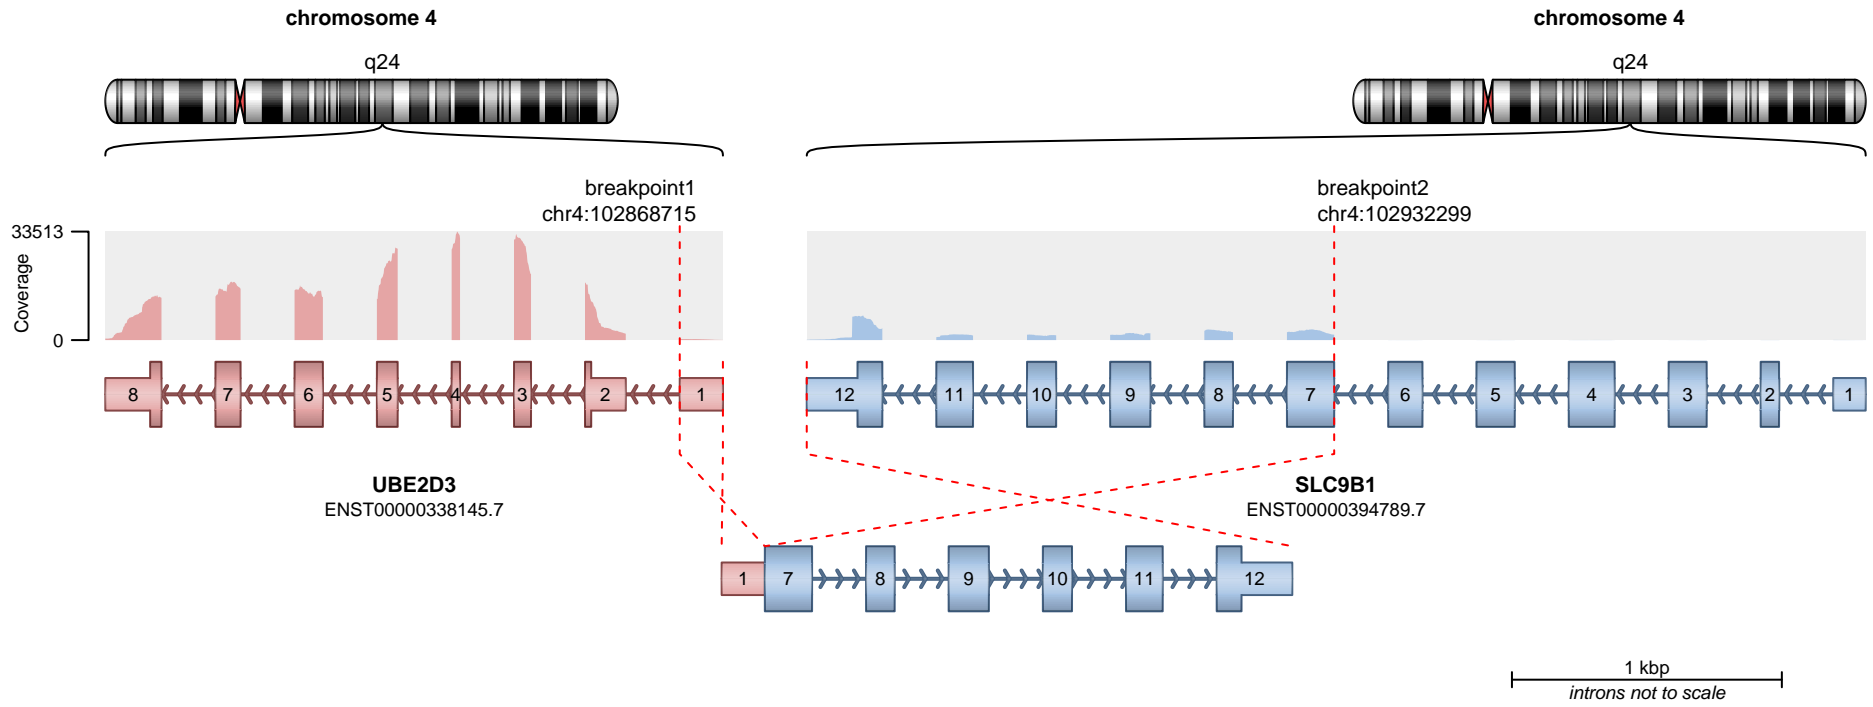 chromosome 4
chromosome 4
q24
q24
breakpoint1
chr4:102868715
breakpoint2
chr4:102932299
33513
Coverage
0
8 7 6 5 4 3 2 1
12 11 10 9 8 7 6 5 4 3 2 1
UBE2D3
ENST00000338145.7
SLC9B1
ENST00000394789.7
1 7 8 9 10 11 12
1 kbp
introns not to scale